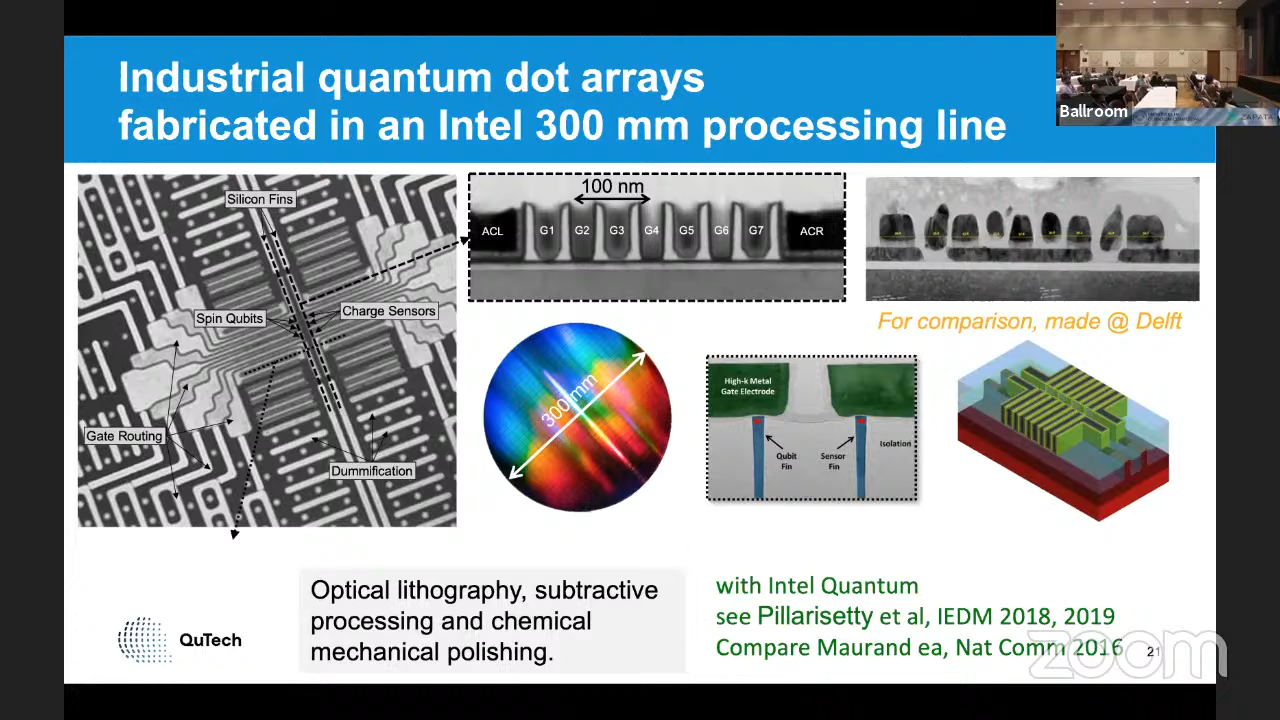 Industrial quantum dot arrays
fabricated in an Intel 300 mm processing line
Ballroom
ZAPATA
Silicon Fins
Spin Qubits
Charge Sensors
Gate Routing
Dummification
100 nm
ACL G1 G2 G3 G4 G5 G6 G7 ACR
For comparison, made @ Delft
300 mm
High-k Metal
Gate Electrode
Qubit
Fin
Sensor
Fin
Isolation
QuTech
Optical lithography, subtractive
processing and chemical
mechanical polishing.
with Intel Quantum
see Pillarisetty et al, IEDM 2018, 2019
Compare Maurand ea, Nat Comm 2016
21
zoom